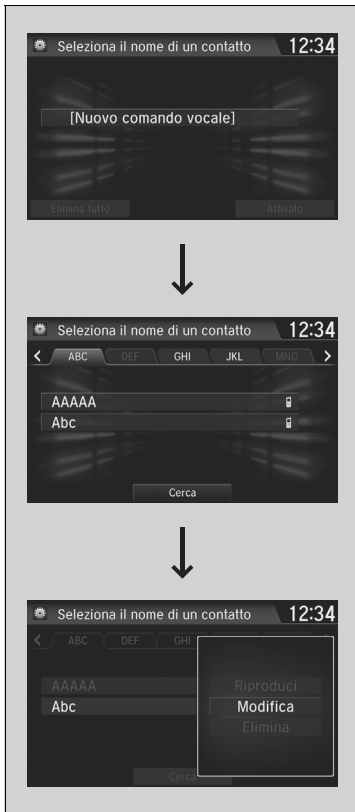 Seleziona il nome di un contatto 12:34
[Nuovo comando vocale]
Elimina tutto Attivato
Seleziona il nome di un contatto 12:34
< ABC DEF GHI JKL MNO >
AAAAA
Abc
Cerca
Seleziona il nome di un contatto 12:34
< ABC DEF GHI
AAAAA Riproduci
Abc Modifica
Elimina
Cerca